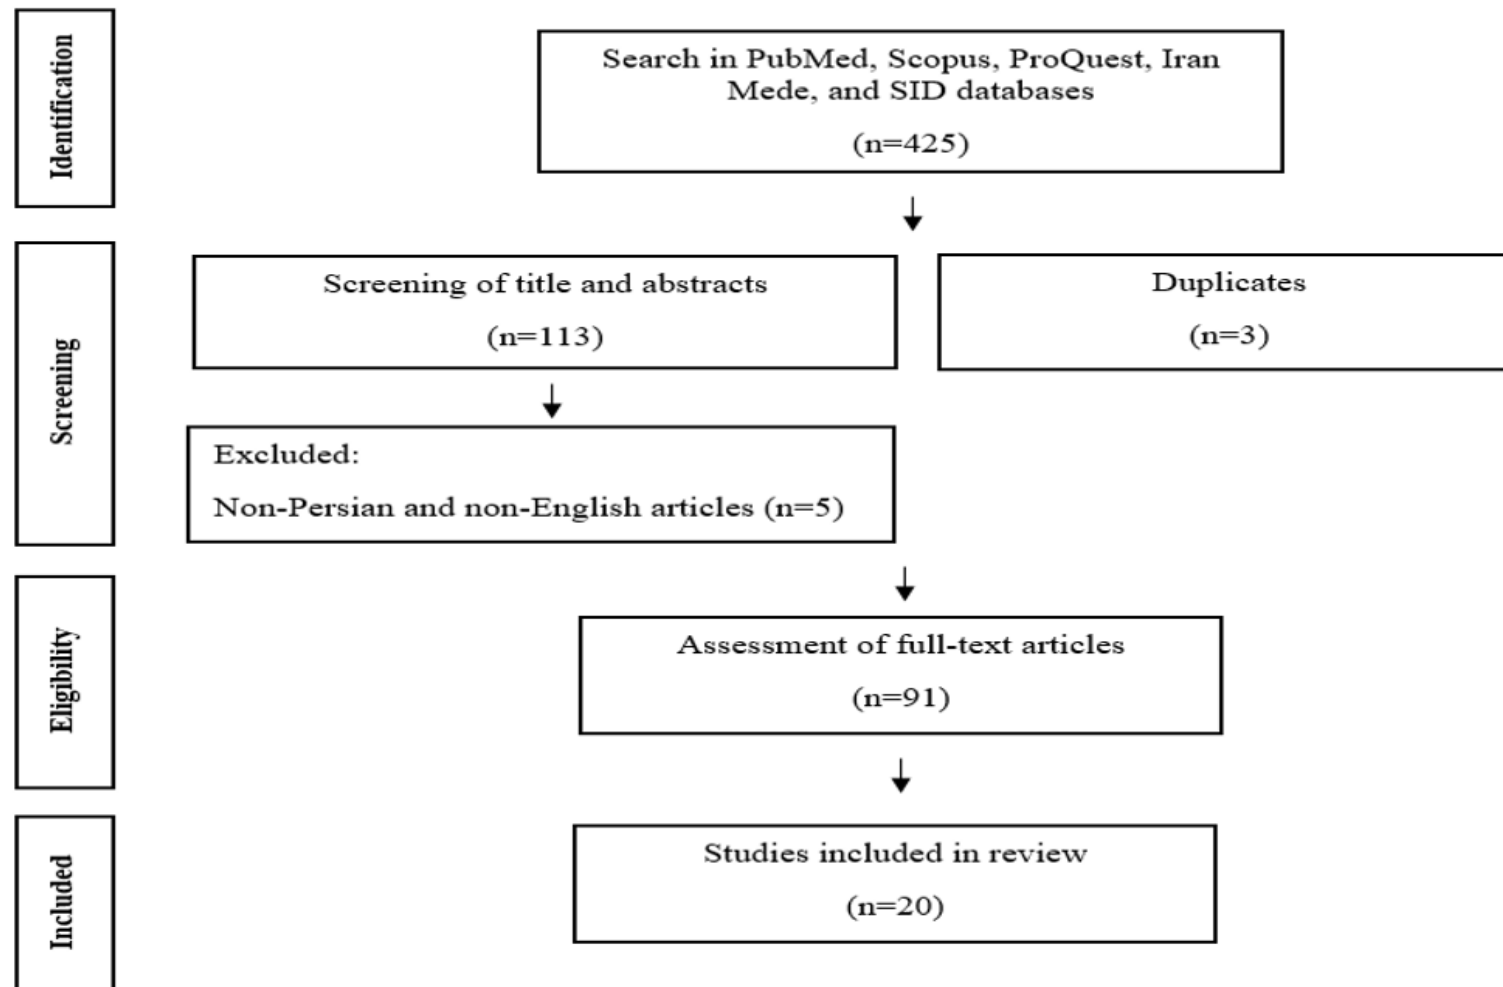 Identification
Search in PubMed, Scopus, ProQuest, Iran
Mede, and SID databases
(n=425)
Screening
Screening of title and abstracts
(n=113)
Duplicates
(n=3)
Excluded:
Non-Persian and non-English articles (n=5)
Eligibility
Assessment of full-text articles
(n=91)
Included
Studies included in review
(n=20)